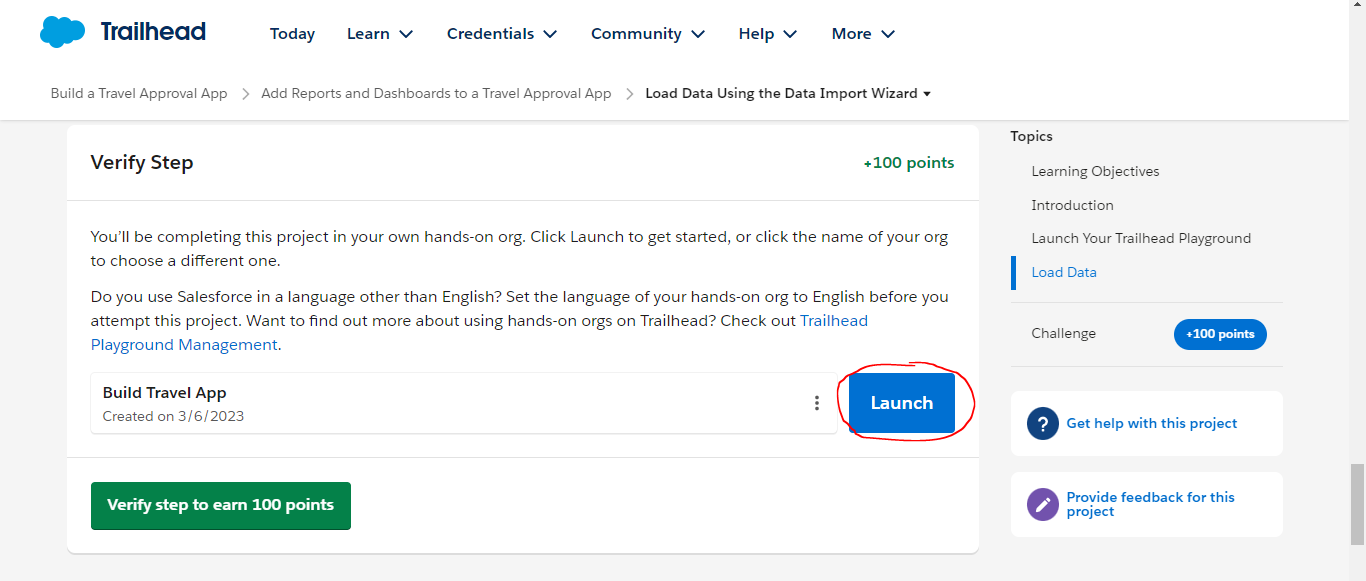 Trailhead
Today Learn Credentials Community Help More
Build a Travel Approval App Add Reports and Dashboards to a Travel Approval App Load Data Using the Data Import Wizard
Verify Step
+100 points
You’ll be completing this project in your own hands-on org. Click Launch to get started, or click the name of your org
to choose a different one.
Do you use Salesforce in a language other than English? Set the language of your hands-on org to English before you
attempt this project. Want to find out more about using hands-on orgs on Trailhead? Check out Trailhead
Playground Management.
Build Travel App
Created on 3/6/2023
Launch
Verify step to earn 100 points
Topics
Learning Objectives
Introduction
Launch Your Trailhead Playground
Load Data
Challenge
+100 points
? Get help with this project
Provide feedback for this
project